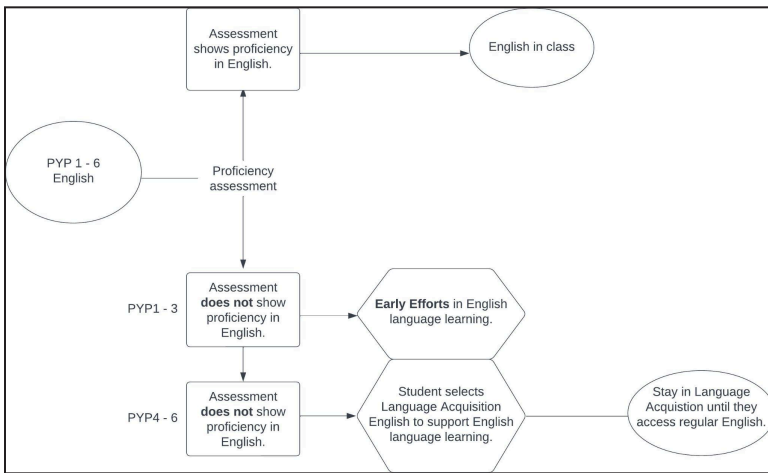 Assessment
shows proficiency
in English.
English in class
PYP 1 - 6
English
Proficiency
assessment
PYP1 - 3
Assessment
does not show
proficiency in
English.
Early Efforts in English
language learning.
PYP4 - 6
Assessment
does not show
proficiency in
English.
Student selects
Language Acquisition
English to support English
language learning.
Stay in Language
Acquistion until they
access regular English.